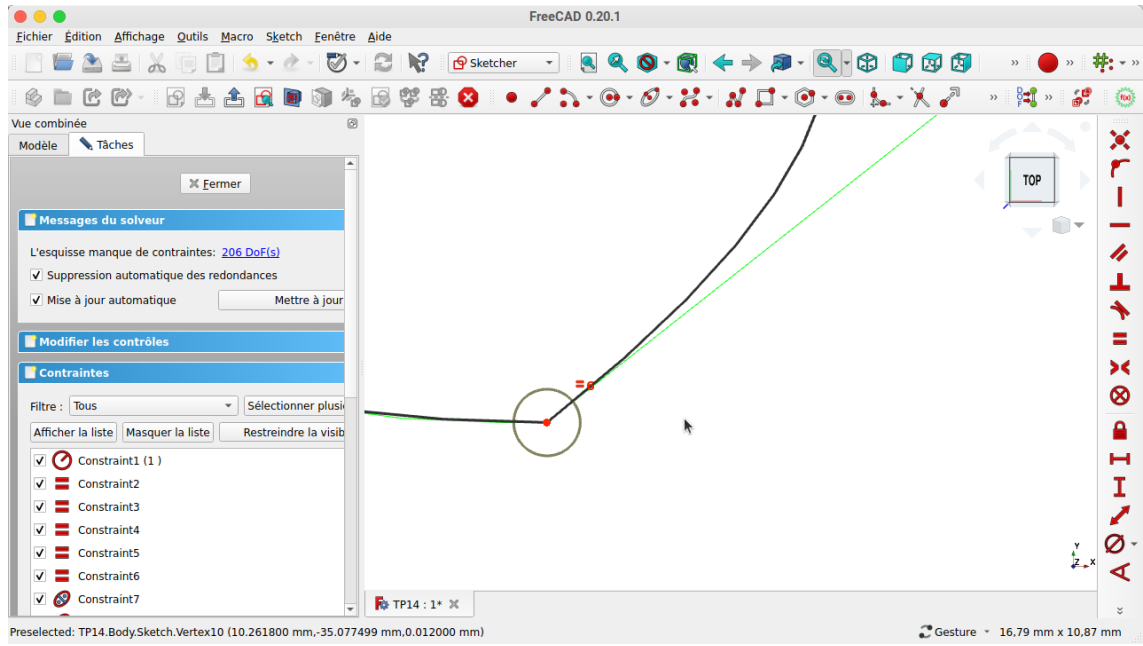 FreeCAD 0.20.1
Fichier Édition Affichage Outils Macro Sketch Fenêtre Aide
Sketcher
f(x)
Vue combinée
Modèle Tâches
Fermer
TOP
Messages du solveur
L'esquisse manque de contraintes: 206 DoF(s)
Suppression automatique des redondances
Mise à jour automatique Mettre à jour
Modifier les contrôles
Contraintes
Filtre : Tous Sélectionner plusi
Afficher la liste Masquer la liste Restreindre la visib
Constraint1 (1 )
Constraint2
Constraint3
Constraint4
Constraint5
Constraint6
Constraint7
Y
Z X
TP14 : 1*
Preselected: TP14.Body.Sketch.Vertex10 (10.261800 mm,-35.077499 mm,0.012000 mm) Gesture 16,79 mm x 10,87 mm